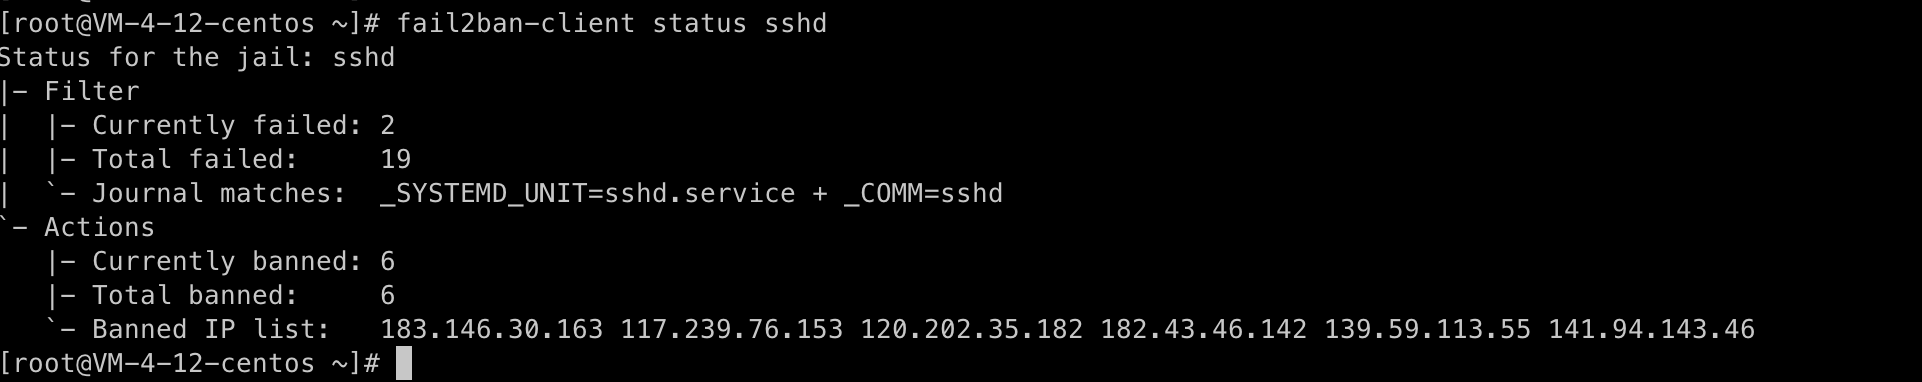 [root@VM-4-12-centos ~]# fail2ban-client status sshd
Status for the jail: sshd
|- Filter
|  |- Currently failed: 2
|  |- Total failed:     19
|  `- Journal matches:  _SYSTEMD_UNIT=sshd.service + _COMM=sshd
`- Actions
   |- Currently banned: 6
   |- Total banned:     6
   `- Banned IP list:   183.146.30.163 117.239.76.153 120.202.35.182 182.43.46.142 139.59.113.55 141.94.143.46
[root@VM-4-12-centos ~]#